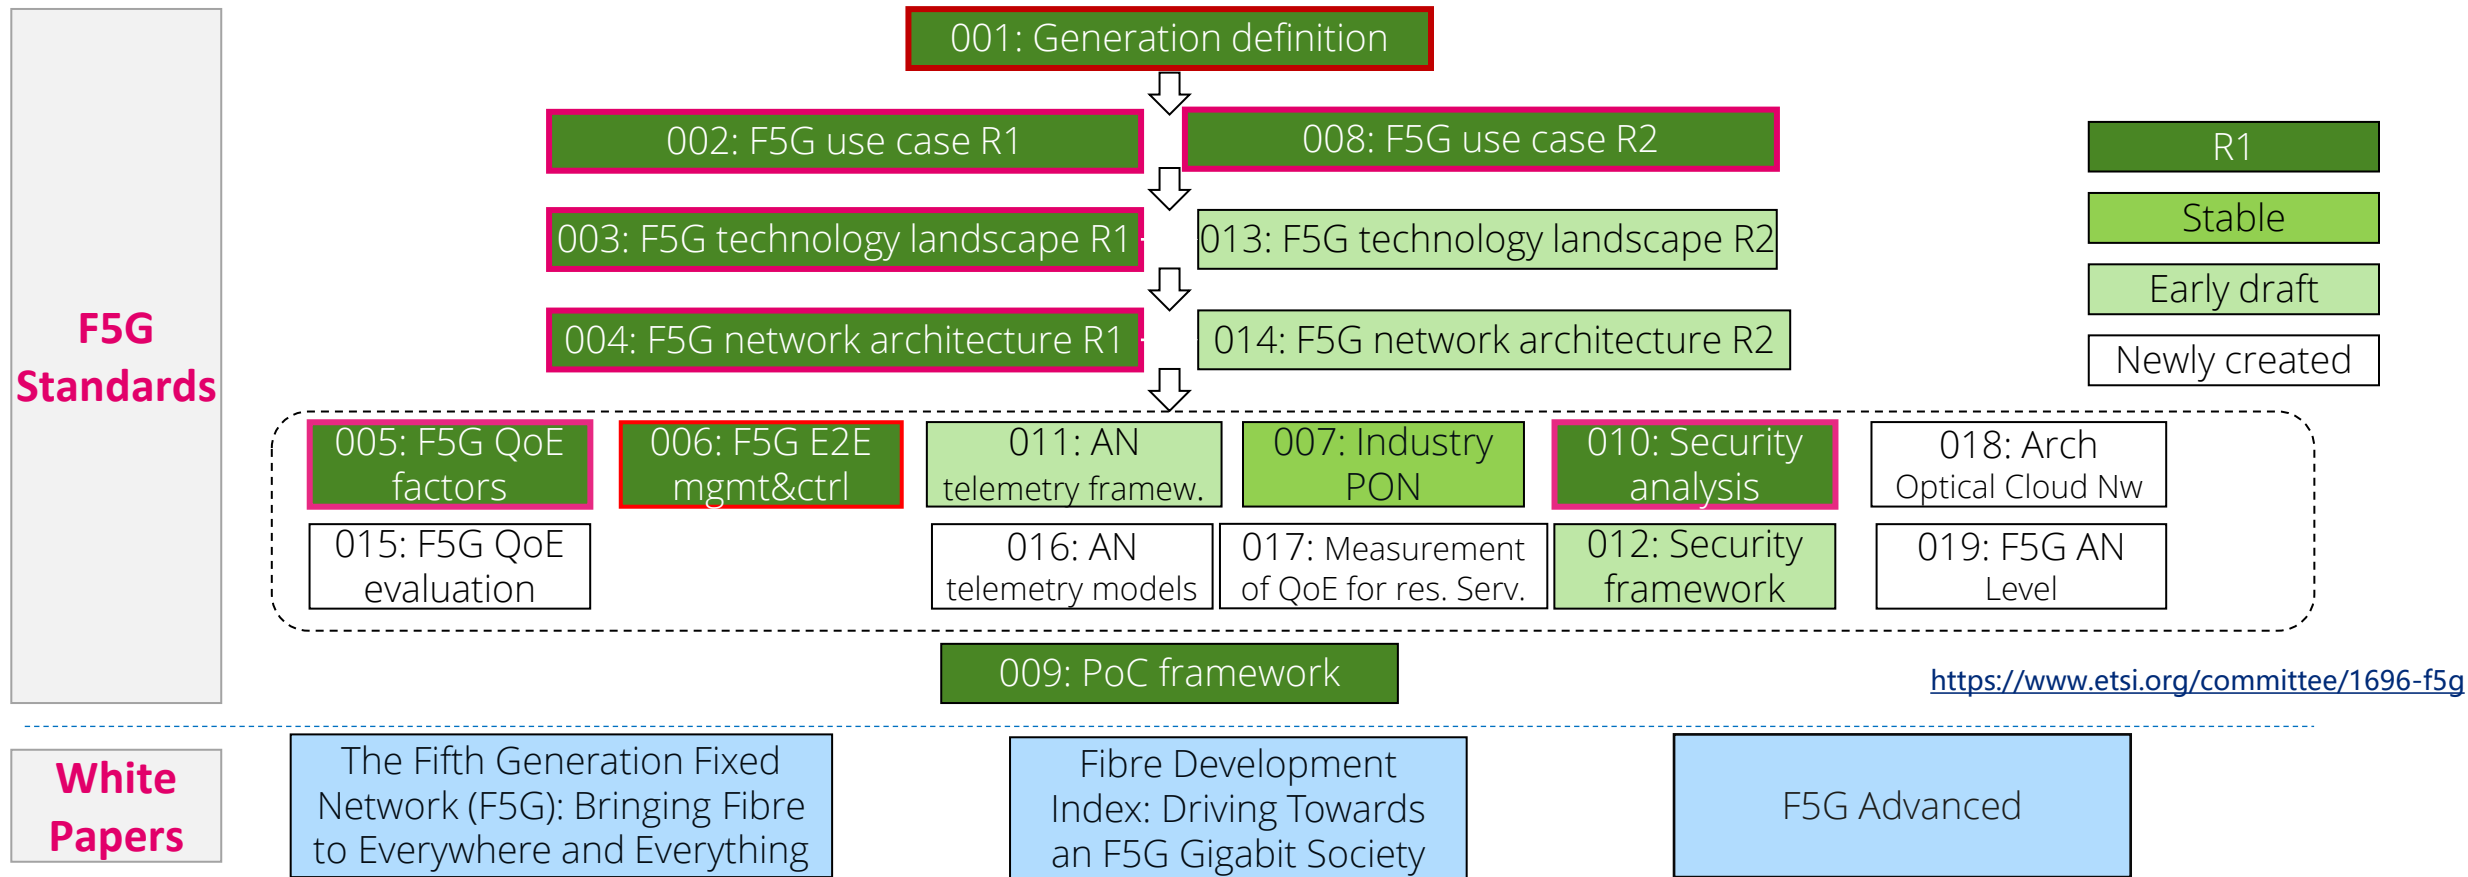 F5G
Standards
001: Generation definition
002: F5G use case R1
008: F5G use case R2
003: F5G technology landscape R1
013: F5G technology landscape R2
004: F5G network architecture R1
014: F5G network architecture R2
R1
Stable
Early draft
Newly created
005: F5G QoE
factors
006: F5G E2E
mgmt&ctrl
011: AN
telemetry framew.
007: Industry
PON
010: Security
analysis
018: Arch
Optical Cloud Nw
015: F5G QoE
evaluation
016: AN
telemetry models
017: Measurement
of QoE for res. Serv.
012: Security
framework
019: F5G AN
Level
009: PoC framework
https://www.etsi.org/committee/1696-f5g
White
Papers
The Fifth Generation Fixed
Network (F5G): Bringing Fibre
to Everywhere and Everything
Fibre Development
Index: Driving Towards
an F5G Gigabit Society
F5G Advanced